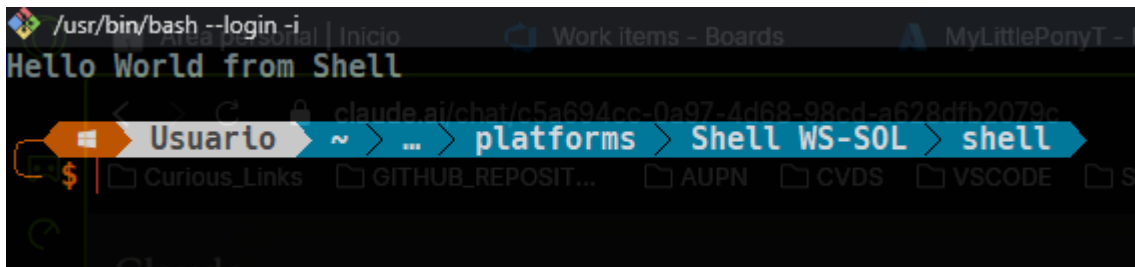 /usr/bin/bash --login -i
Área personal | Inicio
Work items - Boards
MyLittlePonyT -
Hello World from Shell
claude.ai/chat/c5a694cc-0a97-4d68-98cd-a628dfb2079c
Usuario ~ … platforms Shell WS-SOL shell
$
Curious_Links
GITHUB_REPOSIT...
AUPN
CVDS
VSCODE